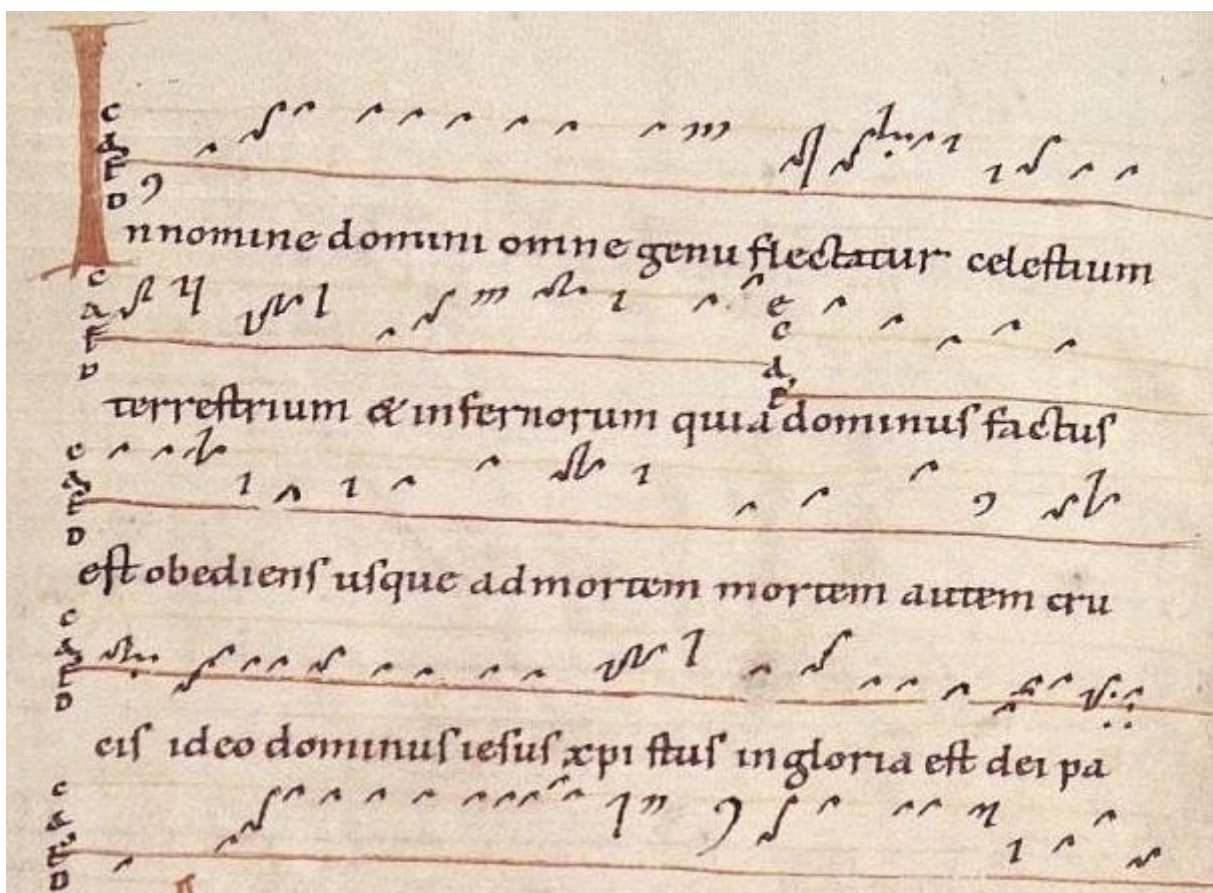 In nomine domini omne genu flectatur celestium
terrestrium & infernorum quia dominus factus
est obediens usque ad mortem mortem autem cru
cis ideo dominus iesus xpi stus in gloria est dei pa